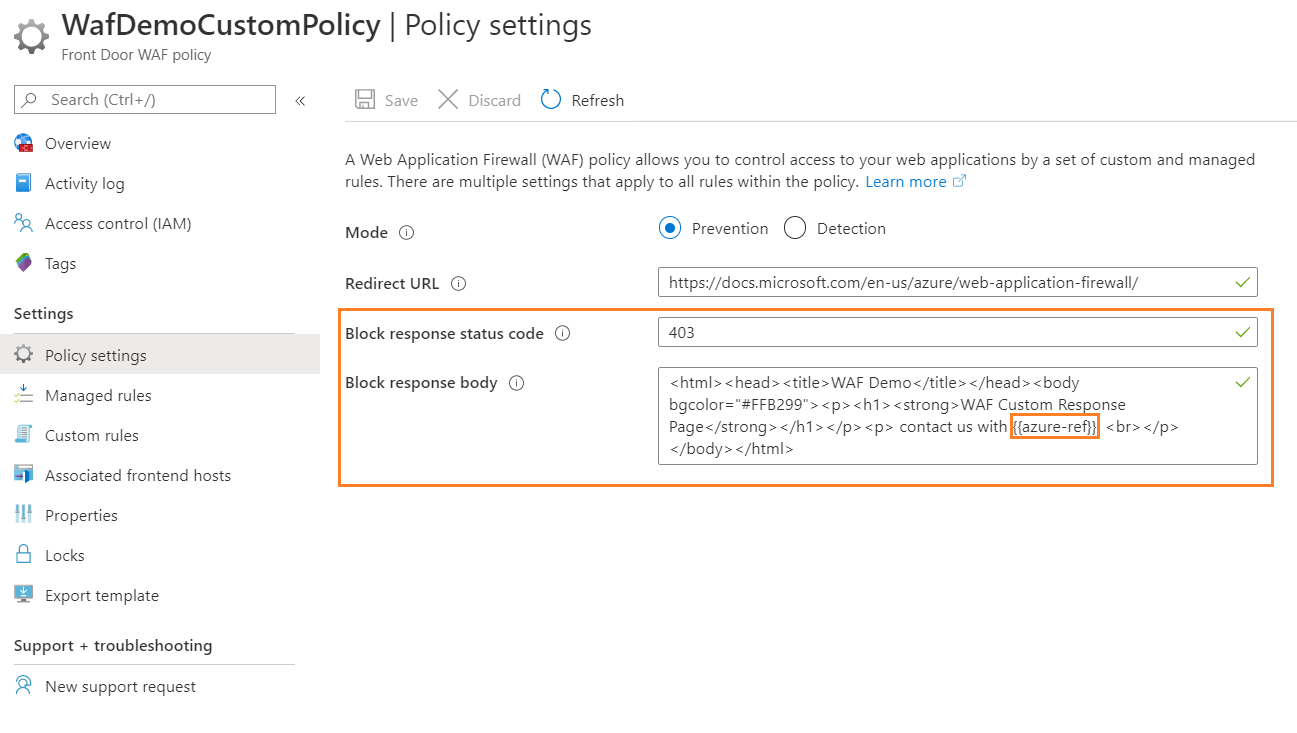 WafDemoCustomPolicy | Policy settings
Front Door WAF policy
Search (Ctrl+/)
«
Overview
Activity log
Access control (IAM)
Tags
Settings
Policy settings
Managed rules
Custom rules
Associated frontend hosts
Properties
Locks
Export template
Support + troubleshooting
New support request
Save
Discard
Refresh
A Web Application Firewall (WAF) policy allows you to control access to your web applications by a set of custom and managed
rules. There are multiple settings that apply to all rules within the policy. Learn more
Mode
Prevention
Detection
Redirect URL
https://docs.microsoft.com/en-us/azure/web-application-firewall/
Block response status code
403
Block response body
<html><head><title>WAF Demo</title></head><body
bgcolor="#FFB299"><p><h1><strong>WAF Custom Response
Page</strong></h1></p><p> contact us with {{azure-ref}} <br></p>
</body></html>